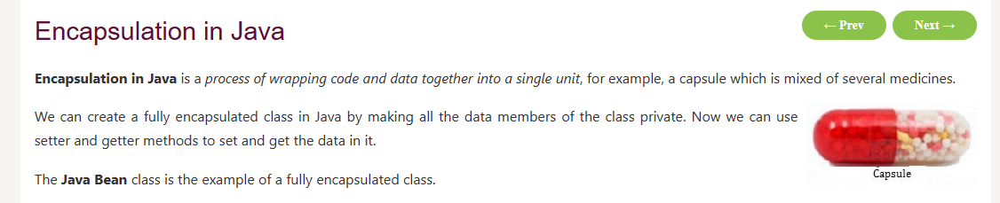 Encapsulation in Java
← Prev
Next →
Encapsulation in Java is a process of wrapping code and data together into a single unit, for example, a capsule which is mixed of several medicines.
We can create a fully encapsulated class in Java by making all the data members of the class private. Now we can use
setter and getter methods to set and get the data in it.
Capsule
The Java Bean class is the example of a fully encapsulated class.